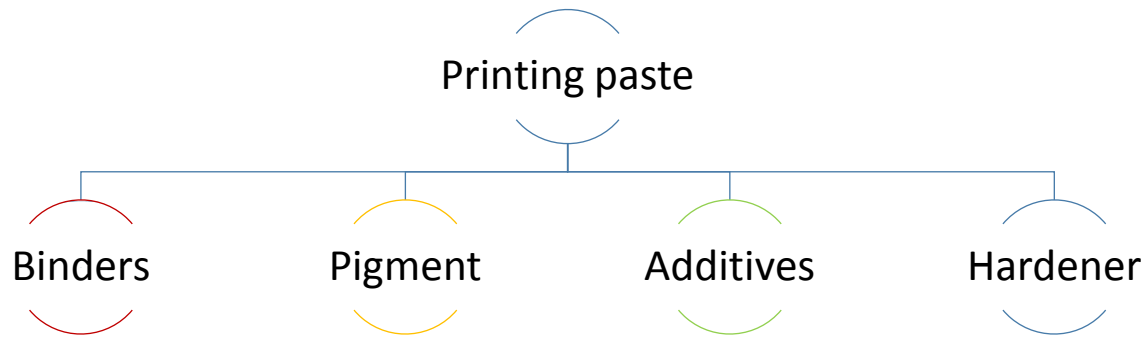 Printing paste
Binders
Pigment
Additives
Hardener